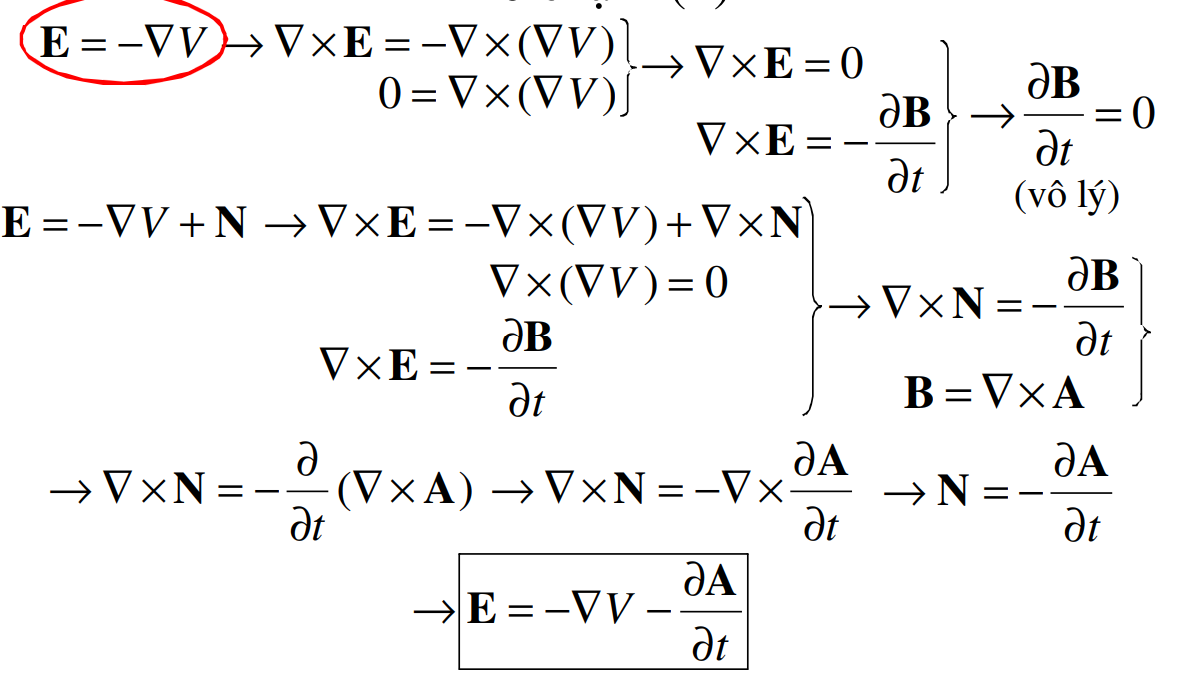 E = −∇V → ∇×E = −∇×(∇V)
0 = ∇×(∇V)
→ ∇×E = 0
∇×E = −∂B/∂t
→ ∂B/∂t = 0
(vô lý)
E = −∇V + N → ∇×E = −∇×(∇V) + ∇×N
∇×(∇V) = 0
∇×E = −∂B/∂t
→ ∇×N = −∂B/∂t
B = ∇×A
→ ∇×N = −∂/∂t (∇×A) → ∇×N = −∇×∂A/∂t → N = −∂A/∂t
→ E = −∇V − ∂A/∂t